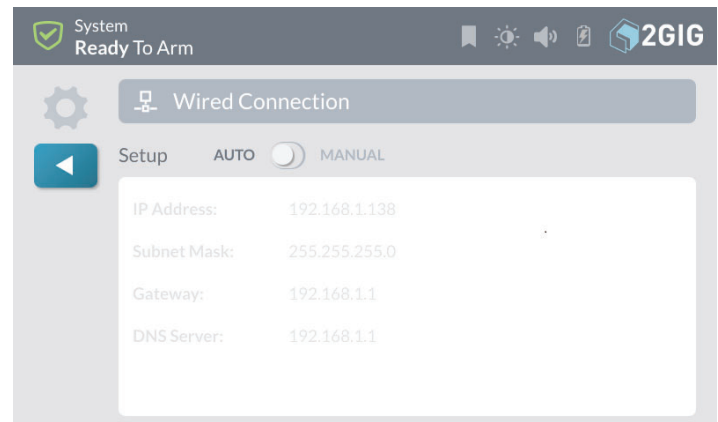 System
Ready To Arm
2GIG
Wired Connection
Setup AUTO MANUAL
IP Address: 192.168.1.138
Subnet Mask: 255.255.255.0
Gateway: 192.168.1.1
DNS Server: 192.168.1.1